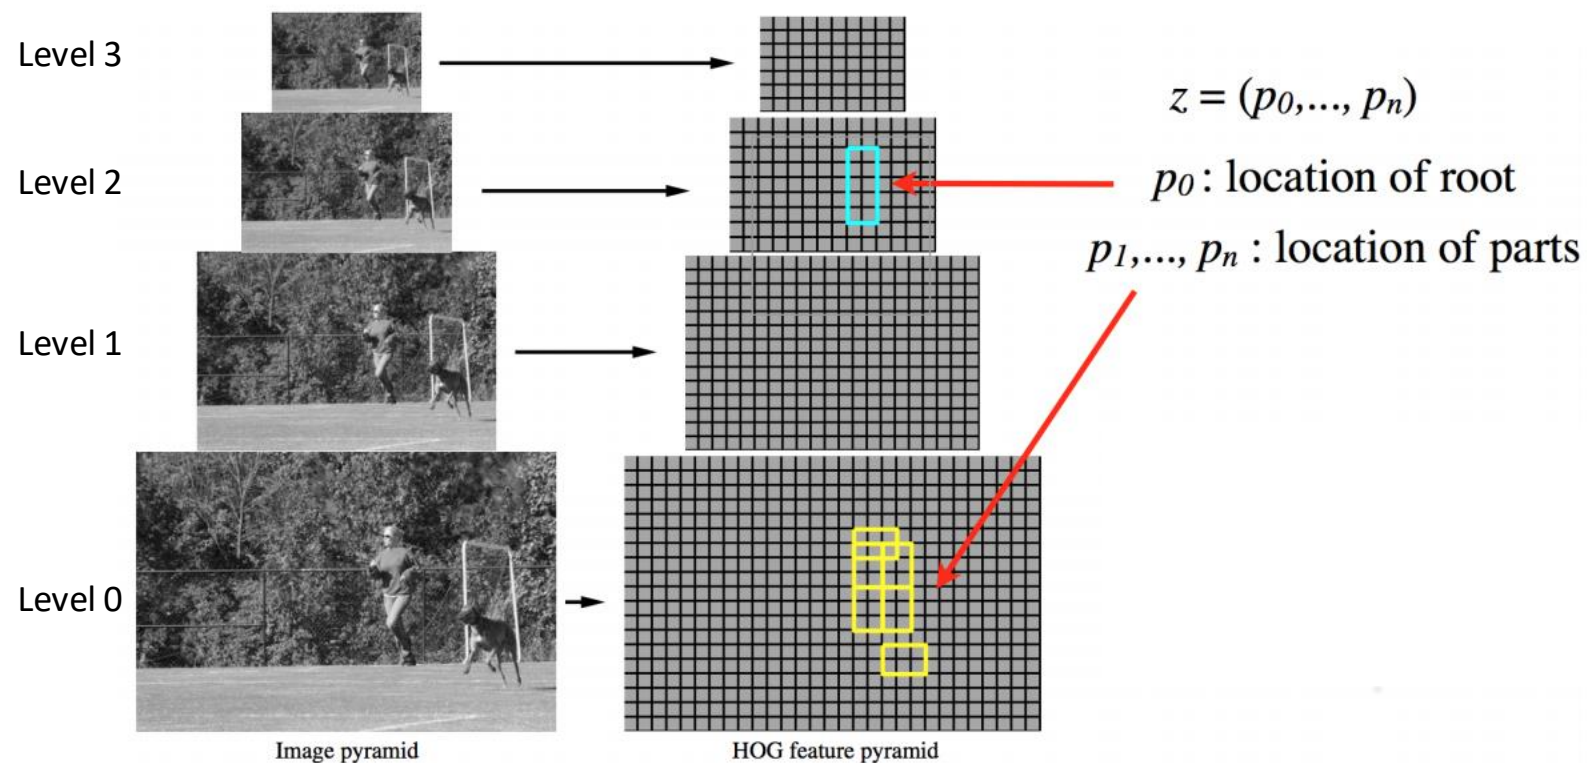 Level 3
z = (p0,..., pn)
Level 2
p0 : location of root
p1,..., pn : location of parts
Level 1
Level 0
Image pyramid
HOG feature pyramid